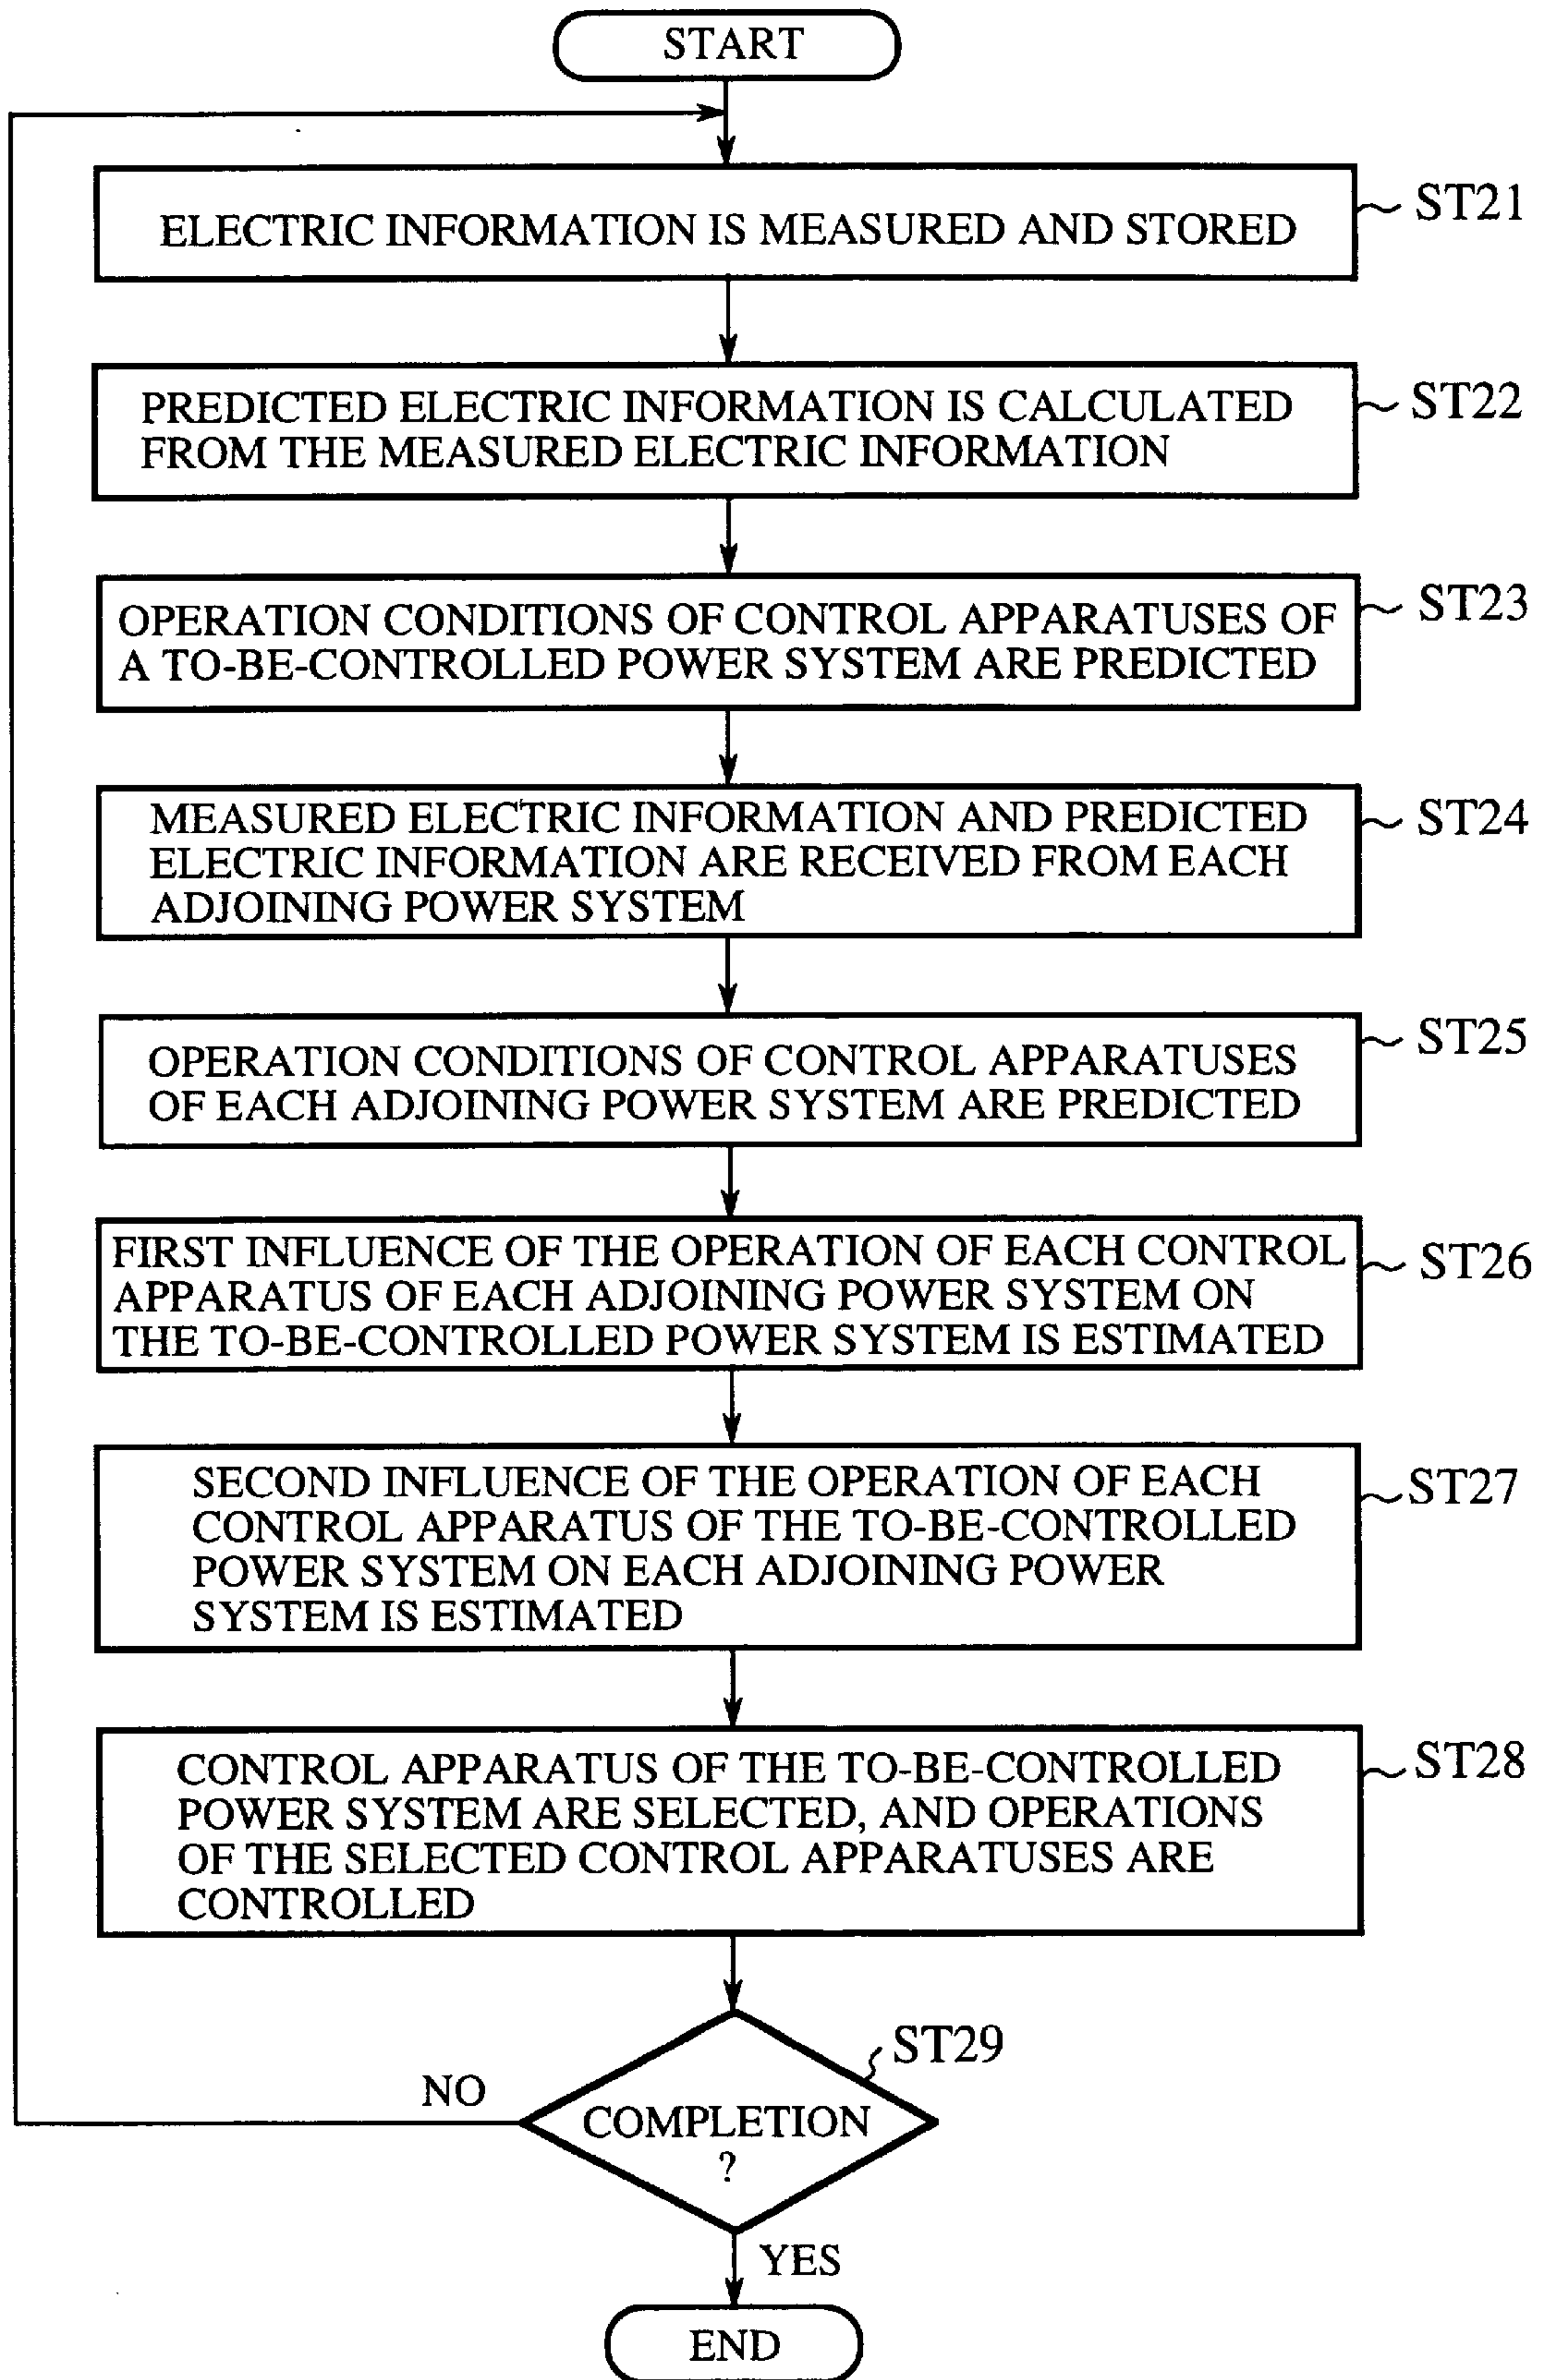 START
ELECTRIC INFORMATION IS MEASURED AND STORED
ST21
PREDICTED ELECTRIC INFORMATION IS CALCULATED
FROM THE MEASURED ELECTRIC INFORMATION
ST22
OPERATION CONDITIONS OF CONTROL APPARATUSES OF
A TO-BE-CONTROLLED POWER SYSTEM ARE PREDICTED
ST23
MEASURED ELECTRIC INFORMATION AND PREDICTED
ELECTRIC INFORMATION ARE RECEIVED FROM EACH
ADJOINING POWER SYSTEM
ST24
OPERATION CONDITIONS OF CONTROL APPARATUSES
OF EACH ADJOINING POWER SYSTEM ARE PREDICTED
ST25
FIRST INFLUENCE OF THE OPERATION OF EACH CONTROL
APPARATUS OF EACH ADJOINING POWER SYSTEM ON
THE TO-BE-CONTROLLED POWER SYSTEM IS ESTIMATED
ST26
SECOND INFLUENCE OF THE OPERATION OF EACH
CONTROL APPARATUS OF THE TO-BE-CONTROLLED
POWER SYSTEM ON EACH ADJOINING POWER
SYSTEM IS ESTIMATED
ST27
CONTROL APPARATUS OF THE TO-BE-CONTROLLED
POWER SYSTEM ARE SELECTED, AND OPERATIONS
OF THE SELECTED CONTROL APPARATUSES ARE
CONTROLLED
ST28
ST29
NO
COMPLETION
?
YES
END